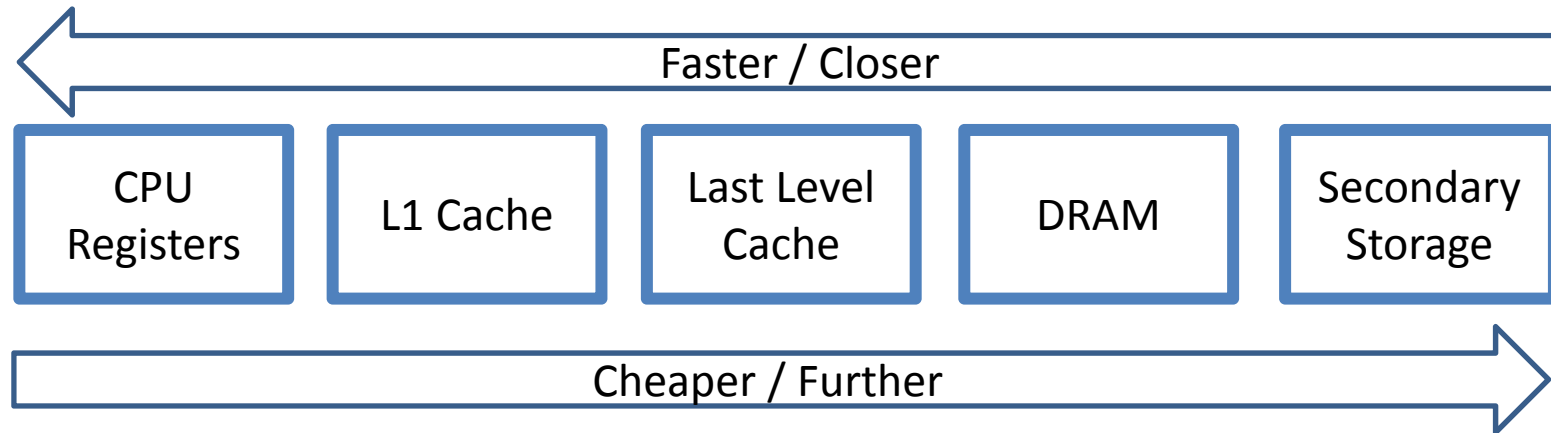 Faster / Closer
CPU
Registers
L1 Cache
Last Level
Cache
DRAM
Secondary
Storage
Cheaper / Further